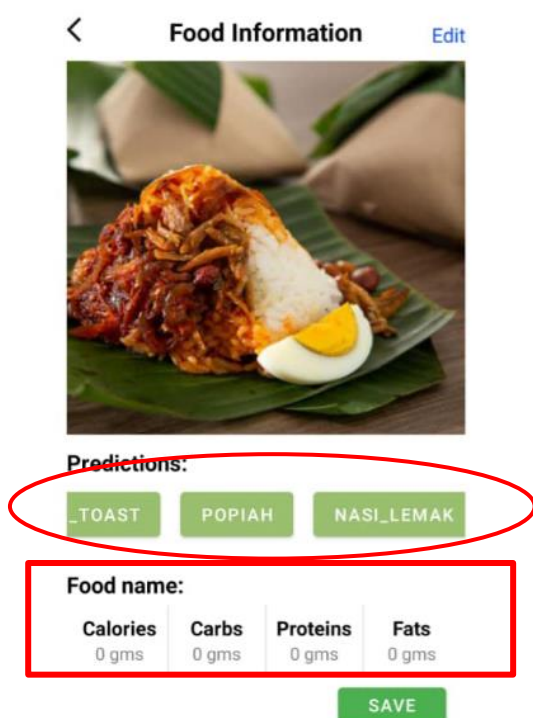 Food Information Edit
Predictions:
_TOAST POPIAH NASI_LEMAK
Food name:
Calories Carbs Proteins Fats
0 gms 0 gms 0 gms 0 gms
SAVE